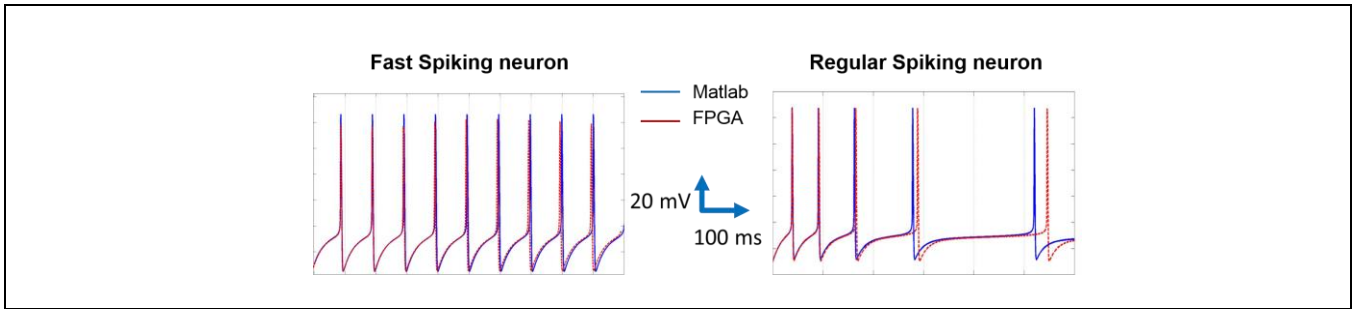 Fast Spiking neuron
Regular Spiking neuron
Matlab
FPGA
20 mV
100 ms